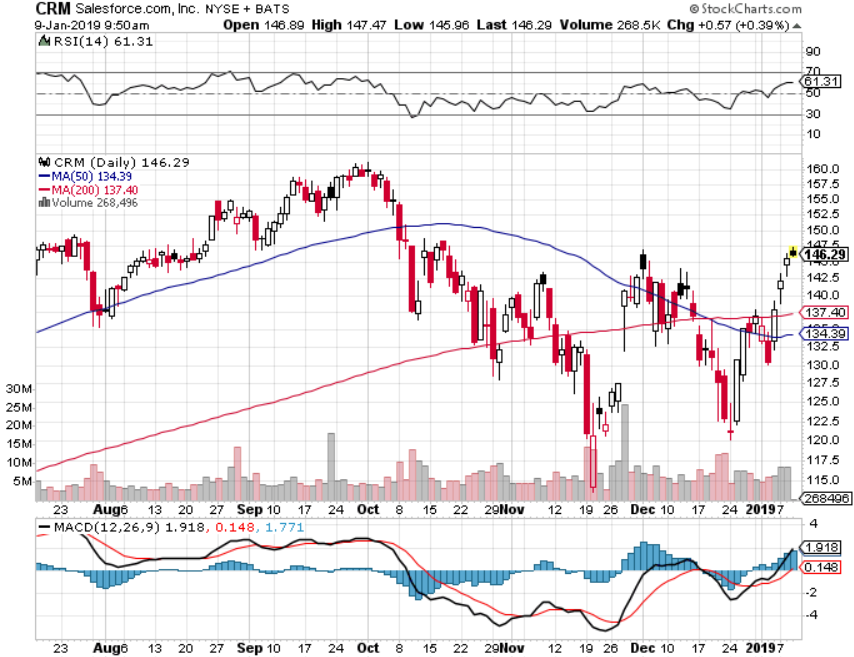 CRM Salesforce.com, Inc. NYSE + BATS © StockCharts.com
9-Jan-2019 9:50am Open 146.89 High 147.47 Low 145.96 Last 146.29 Volume 268.5K Chg +0.57 (+0.39%)
RSI(14) 61.31
90
70
61.31
50
30
10
CRM (Daily) 146.29
MA(50) 134.39
MA(200) 137.40
Volume 268,496
160.0
157.5
155.0
152.5
150.0
147.5
146.29
142.5
140.0
137.40
134.39
132.5
130.0
127.5
125.0
122.5
120.0
117.5
115.0
268496
30M
25M
20M
15M
10M
5M
23 Aug 6 13 20 27 Sep 10 17 24 Oct 8 15 22 29 Nov 12 19 26 Dec 10 17 24 2019 7
MACD(12,26,9) 1.918, 0.148, 1.771
4
1.918
0.148
-2
-4
23 Aug 6 13 20 27 Sep 10 17 24 Oct 8 15 22 29 Nov 12 19 26 Dec 10 17 24 2019 7